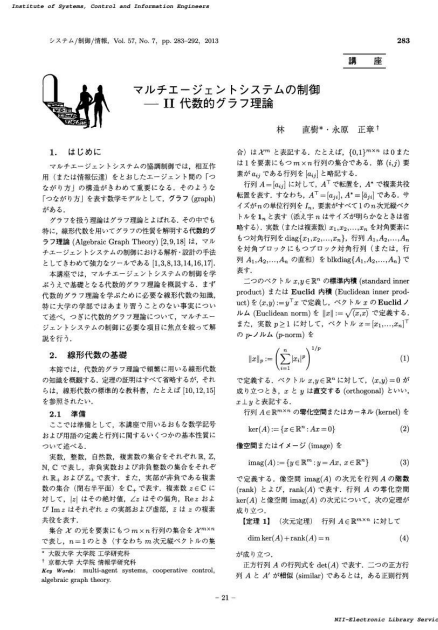 Institute of Systems, Control and Information Engineers
システム/制御/情報, Vol. 57, No. 7, pp. 283–292, 2013
283
講 座
マルチエージェントシステムの制御
— II 代数的グラフ理論
林 直樹*・永原 正章†
1. はじめに
マルチエージェントシステムの協調制御では，相互作
用（または情報伝達）をとおしたエージェント間の「つ
ながり方」の構造がきわめて重要になる．そのような
「つながり方」を表す数学モデルとして，グラフ (graph)
がある．
グラフを扱う理論はグラフ理論とよばれる．その中でも
特に，線形代数を用いてグラフの性質を解明する代数的グ
ラフ理論 (Algebraic Graph Theory) [2,9,18] は，マル
チエージェントシステムの制御における解析・設計の手法
としてきわめて強力なツールである [1,3,8,13,14,16,17].
本講座では，マルチエージェントシステムの制御を学
ぶうえで基礎となる代数的グラフ理論を概説する．まず
代数的グラフ理論を学ぶために必要な線形代数の知識，
特に大学の学部ではあまり習うことのない事実につい
て述べ，つぎに代数的グラフ理論について，マルチエー
ジェントシステムの制御に必要な項目に焦点を絞って解
説を行う．
2. 線形代数の基礎
本節では，代数的グラフ理論で頻繁に用いる線形代数
の知識を概観する．定理の証明はすべて省略するが，それ
らは，線形代数の標準的な教科書，たとえば [10,12,15]
を参照されたい．
2.1 準備
ここでは準備として，本講座で用いるおもな数学記号
および用語の定義と行列に関するいくつかの基本性質に
ついて述べる．
実数，整数，自然数，複素数の集合をそれぞれ R, Z,
N, C で表し，非負実数および非負整数の集合をそれぞ
れ R₊ および Z₊ で表す．また，実部が非負である複素
数の集合（閉右半平面）を C₊ で表す．複素数 z∈C に
対して，|z| はその絶対値，∠z はその偏角，Re z およ
び Im z はそれぞれ z の実部および虚部，z̄ は z の複素
共役を表す．
集合 X の元を要素にもつ m×n 行列の集合を X^{m×n}
で表し，n=1 のとき（すなわち m 次元縦ベクトルの集
* 大阪大学 大学院 工学研究科
† 京都大学 大学院 情報学研究科
Key Words: multi-agent systems, cooperative control,
algebraic graph theory.
合）は X^m と表記する．たとえば，{0,1}^{m×n} は 0 また
は 1 を要素にもつ m×n 行列の集合である．第 (i,j) 要
素が a_{ij} である行列を [a_{ij}] と略記する．
行列 A=[a_{ij}] に対して，A^⊤ で転置を，A* で複素共役
転置を表す．すなわち，A^⊤=[a_{ji}], A*=[ā_{ji}] である．サ
イズが n の単位行列を I_n，要素がすべて 1 の n 次元縦ベク
トルを 1_n と表す（添え字 n はサイズが明らかなときは省
略する）．実数（または複素数）x₁,x₂,...,x_n を対角要素に
もつ対角行列を diag{x₁,x₂,...,x_n}，行列 A₁,A₂,...,A_n
を対角ブロックにもつブロック対角行列（または，行
列 A₁,A₂,...,A_n の直和）を blkdiag{A₁,A₂,...,A_n} で
表す．
二つのベクトル x,y∈R^n の標準内積 (standard inner
product) または Euclid 内積 (Euclidean inner prod-
uct) を ⟨x,y⟩:=y^⊤x で定義し，ベクトル x の Euclid ノ
ルム (Euclidean norm) を ‖x‖:=√⟨x,x⟩ で定義する．
また，実数 p≥1 に対して，ベクトル x=[x₁,...,x_n]^⊤
の p-ノルム (p-norm) を
‖x‖_p := (∑_{i=1}^{n} |x_i|^p)^{1/p} (1)
で定義する．ベクトル x,y∈R^n に対して，⟨x,y⟩=0 が
成り立つとき，x と y は直交する (orthogonal) といい，
x⊥y と表記する．
行列 A∈R^{m×n} の零化空間またはカーネル (kernel) を
ker(A) := {x∈R^n : Ax=0} (2)
像空間またはイメージ (image) を
imag(A) := {y∈R^m : y=Ax, x∈R^n} (3)
で定義する．像空間 imag(A) の次元を行列 A の階数
(rank) とよび，rank(A) で表す．行列 A の零化空間
ker(A) と像空間 imag(A) の次元について，次の定理が
成り立つ．
【定理 1】（次元定理） 行列 A∈R^{m×n} に対して
dim ker(A)+rank(A)=n (4)
が成り立つ．
正方行列 A の行列式を det(A) で表す．二つの正方行
列 A と A′ が相似 (similar) であるとは，ある正則行列
– 21 –
NII-Electronic Library Servic